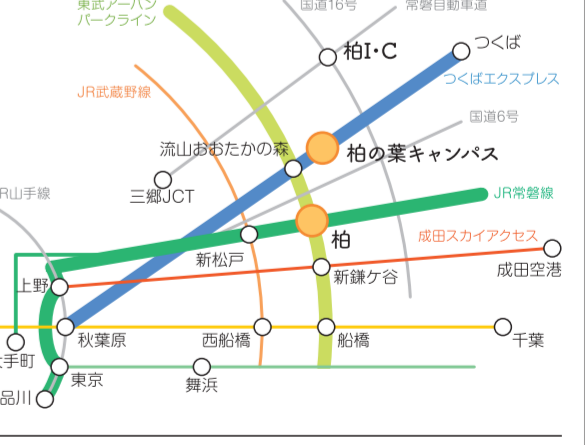 東武アーバン
パークライン
国道16号
常磐自動車道
柏I・C
つくば
つくばエクスプレス
JR武蔵野線
国道6号
流山おおたかの森
柏の葉キャンパス
三郷JCT
R山手線
JR常磐線
柏
成田スカイアクセス
新松戸
新鎌ケ谷
成田空港
上野
秋葉原
西船橋
船橋
千葉
手町
東京
舞浜
品川